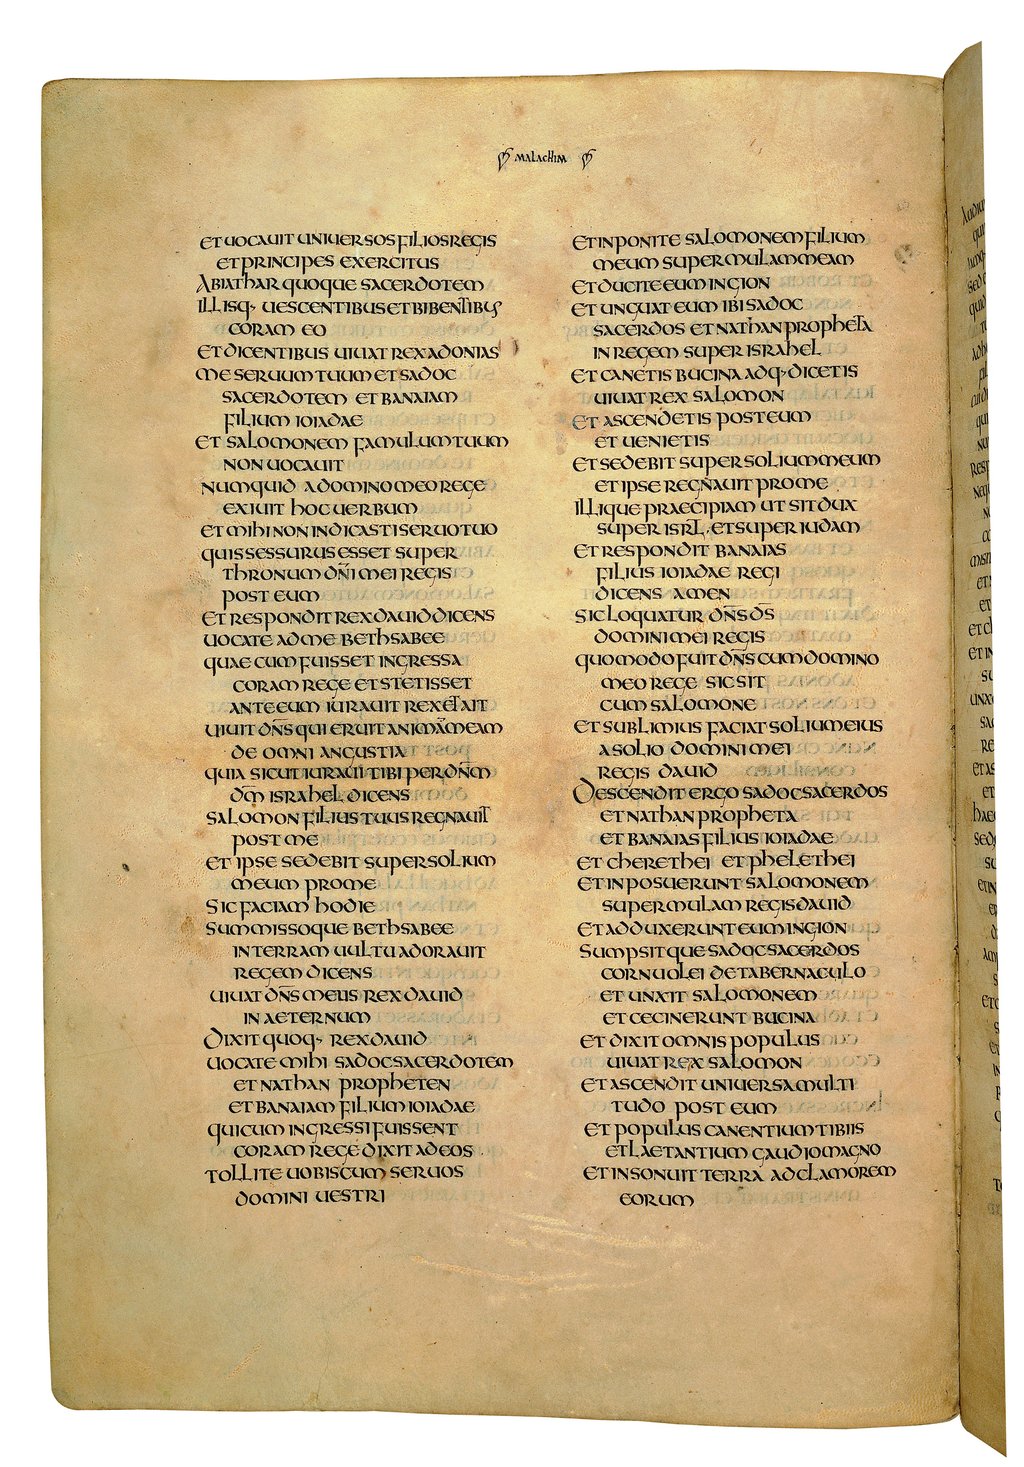 MALACHIM
ET UOCAUIT UNIUERSOS FILIOS REGIS
ET PRINCIPES EXERCITUS
ABIATHAR QUOQUE SACERDOTEM
ILLISQ· UESCENTIBUS ET BIBENTIBUS
CORAM EO
ET DICENTIBUS UIUAT REX ADONIAS
ME SERUUM TUUM ET SADOC
SACERDOTEM ET BANAIAM
FILIUM IOIADAE
ET SALOMONEM FAMULUM TUUM
NON UOCAUIT
NUMQUID A DOMINO MEO REGE
EXIUIT HOC UERBUM
ET MIHI NON INDICASTI SERUO TUO
QUIS SESSURUS ESSET SUPER
THRONUM DN̄I MEI REGIS
POST EUM
ET RESPONDIT REX DAUID DICENS
UOCATE AD ME BETHSABEE
QUAE CUM FUISSET INGRESSA
CORAM REGE ET STETISSET
ANTE EUM IURAUIT REX ET AIT
UIUIT DN̄S QUI ERUIT ANIMĀ MEAM
DE OMNI ANGUSTIA
QUIA SICUT IURAUI TIBI PER DN̄M
DM̄ ISRAHEL DICENS
SALOMON FILIUS TUUS REGNAUIT
POST ME
ET IPSE SEDEBIT SUPER SOLIUM
MEUM PRO ME
SIC FACIAM HODIE
SUMMISSOQUE BETHSABEE
IN TERRAM UULTU ADORAUIT
REGEM DICENS
UIUAT DN̄S MEUS REX DAUID
IN AETERNUM
DIXIT QUOQ· REX DAUID
UOCATE MIHI SADOC SACERDOTEM
ET NATHAN PROPHETEN
ET BANAIAM FILIUM IOIADAE
QUI CUM INGRESSI FUISSENT
CORAM REGE DIXIT AD EOS
TOLLITE UOBISCUM SERUOS
DOMINI UESTRI
ET INPONITE SALOMONEM FILIUM
MEUM SUPER MULAM MEAM
ET DUCITE EUM IN GION
ET UNGUAT EUM IBI SADOC
SACERDOS ET NATHAN PROPHETA
IN REGEM SUPER ISRAHEL
ET CANETIS BUCINA ADQ· DICETIS
UIUAT REX SALOMON
ET ASCENDETIS POST EUM
ET UENIETIS
ET SEDEBIT SUPER SOLIUM MEUM
ET IPSE REGNAUIT PRO ME
ILLIQUE PRAECIPIAM UT SIT DUX
SUPER ISRL̄. ET SUPER IUDAM
ET RESPONDIT BANAIAS
FILIUS IOIADAE REGI
DICENS AMEN
SIC LOQUATUR DN̄S DS̄
DOMINI MEI REGIS
QUOMODO FUIT DN̄S CUM DOMINO
MEO REGE SIC SIT
CUM SALOMONE
ET SUBLIMIUS FACIAT SOLIUM EIUS
A SOLIO DOMINI MEI
REGIS DAUID
DESCENDIT ERGO SADOC SACERDOS
ET NATHAN PROPHETA
ET BANAIAS FILIUS IOIADAE
ET CHERETHEI ET PHELETHEI
ET INPOSUERUNT SALOMONEM
SUPER MULAM REGIS DAUID
ET ADDUXERUNT EUM IN GION
SUMPSITQUE SADOC SACERDOS
CORNU OLEI DE TABERNACULO
ET UNXIT SALOMONEM
ET CECINERUNT BUCINA
ET DIXIT OMNIS POPULUS
UIUAT REX SALOMON
ET ASCENDIT UNIUERSA MULTI
TUDO POST EUM
ET POPULUS CANENTIUM TIBIIS
ET LAETANTIUM GAUDIO MAGNO
ET INSONUIT TERRA AD CLAMOREM
EORUM